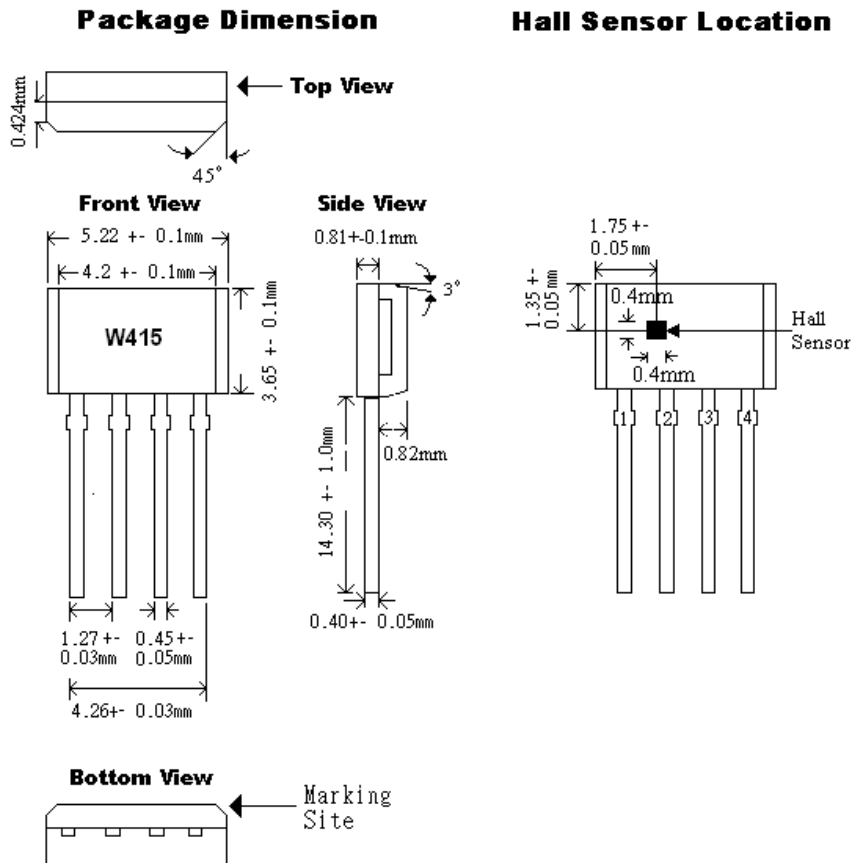 Package Dimension
Hall Sensor Location
Top View
0.424mm
45°
Front View
Side View
5.22 +- 0.1mm
4.2 +- 0.1mm
0.81+-0.1mm
3°
1.75 +-
0.05mm
1.35 +-
0.05mm
0.4mm
0.4mm
Hall
Sensor
W415
3.65 +- 0.1mm
0.82mm
14.30 +- 1.0mm
1
2
3
4
0.40+- 0.05mm
1.27+-
0.03mm
0.45+-
0.05mm
4.26+- 0.03mm
Bottom View
Marking
Site